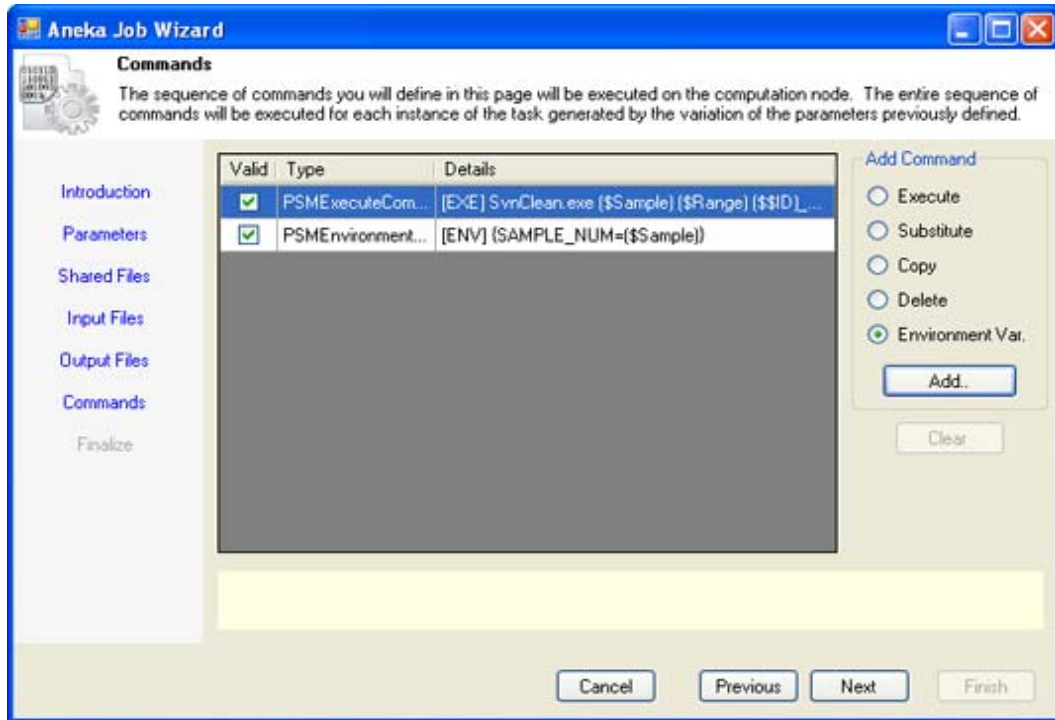 Aneka Job Wizard
Commands
The sequence of commands you will define in this page will be executed on the computation node. The entire sequence of
commands will be executed for each instance of the task generated by the variation of the parameters previously defined.
Introduction
Parameters
Shared Files
Input Files
Output Files
Commands
Finalize
Valid Type Details
PSMExecuteCom... [EXE] SvnClean.exe ($Sample) ($Range) ($$ID)_...
PSMEnvironment... [ENV] {SAMPLE_NUM=($Sample)}
Add Command
Execute
Substitute
Copy
Delete
Environment Var.
Add..
Clear
Cancel Previous Next Finish